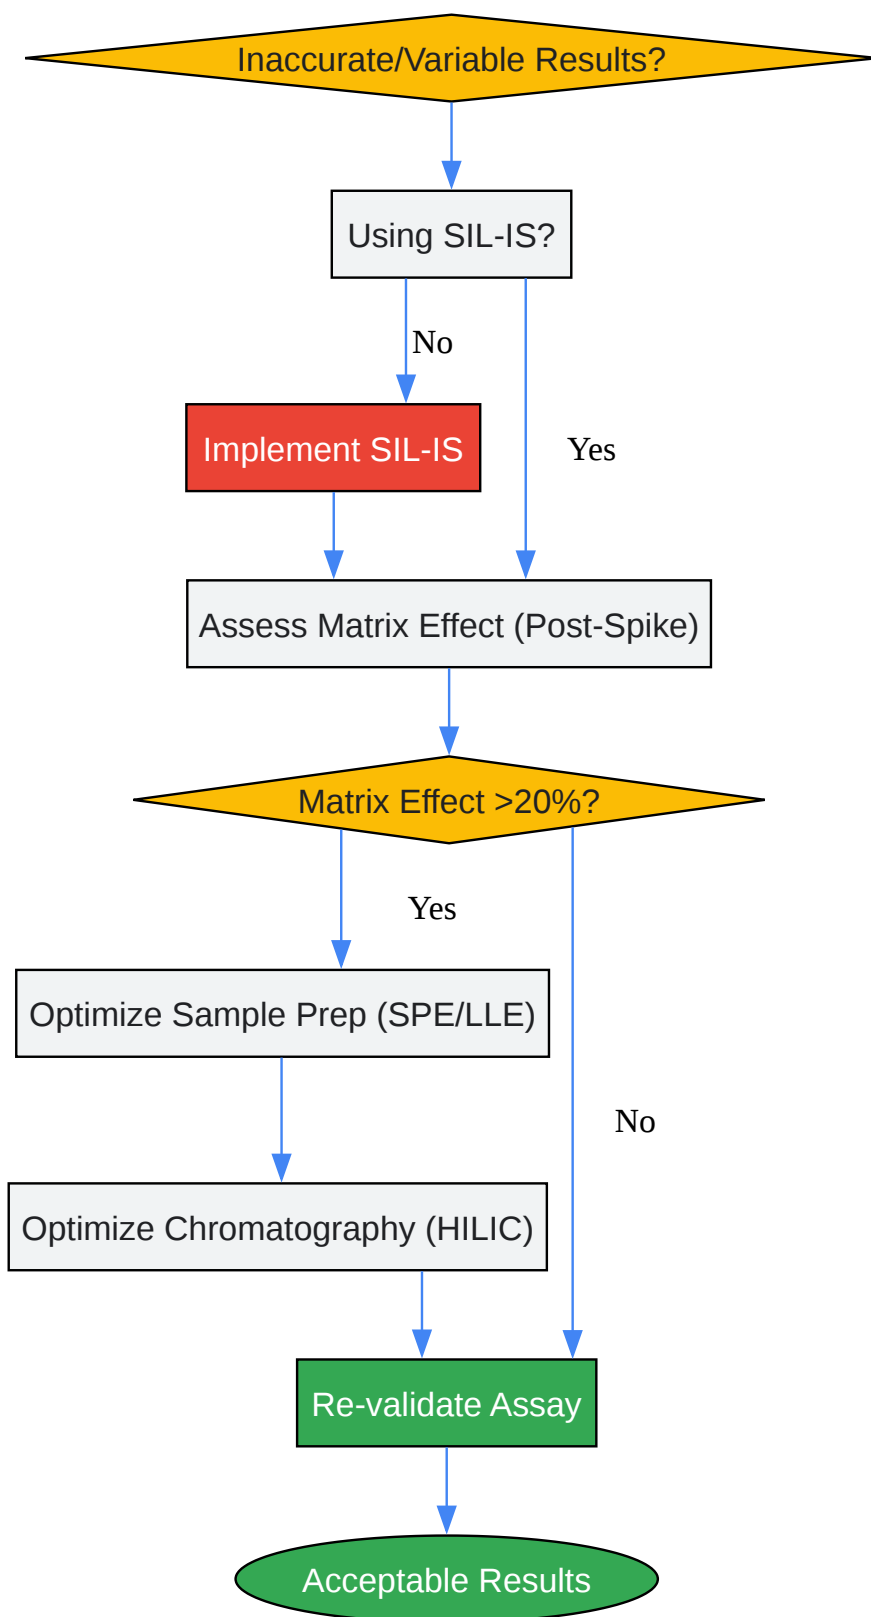 Inaccurate/Variable Results?
Using SIL-IS?
No
Implement SIL-IS
Yes
Assess Matrix Effect (Post-Spike)
Matrix Effect >20%?
Yes
Optimize Sample Prep (SPE/LLE)
No
Optimize Chromatography (HILIC)
Re-validate Assay
Acceptable Results